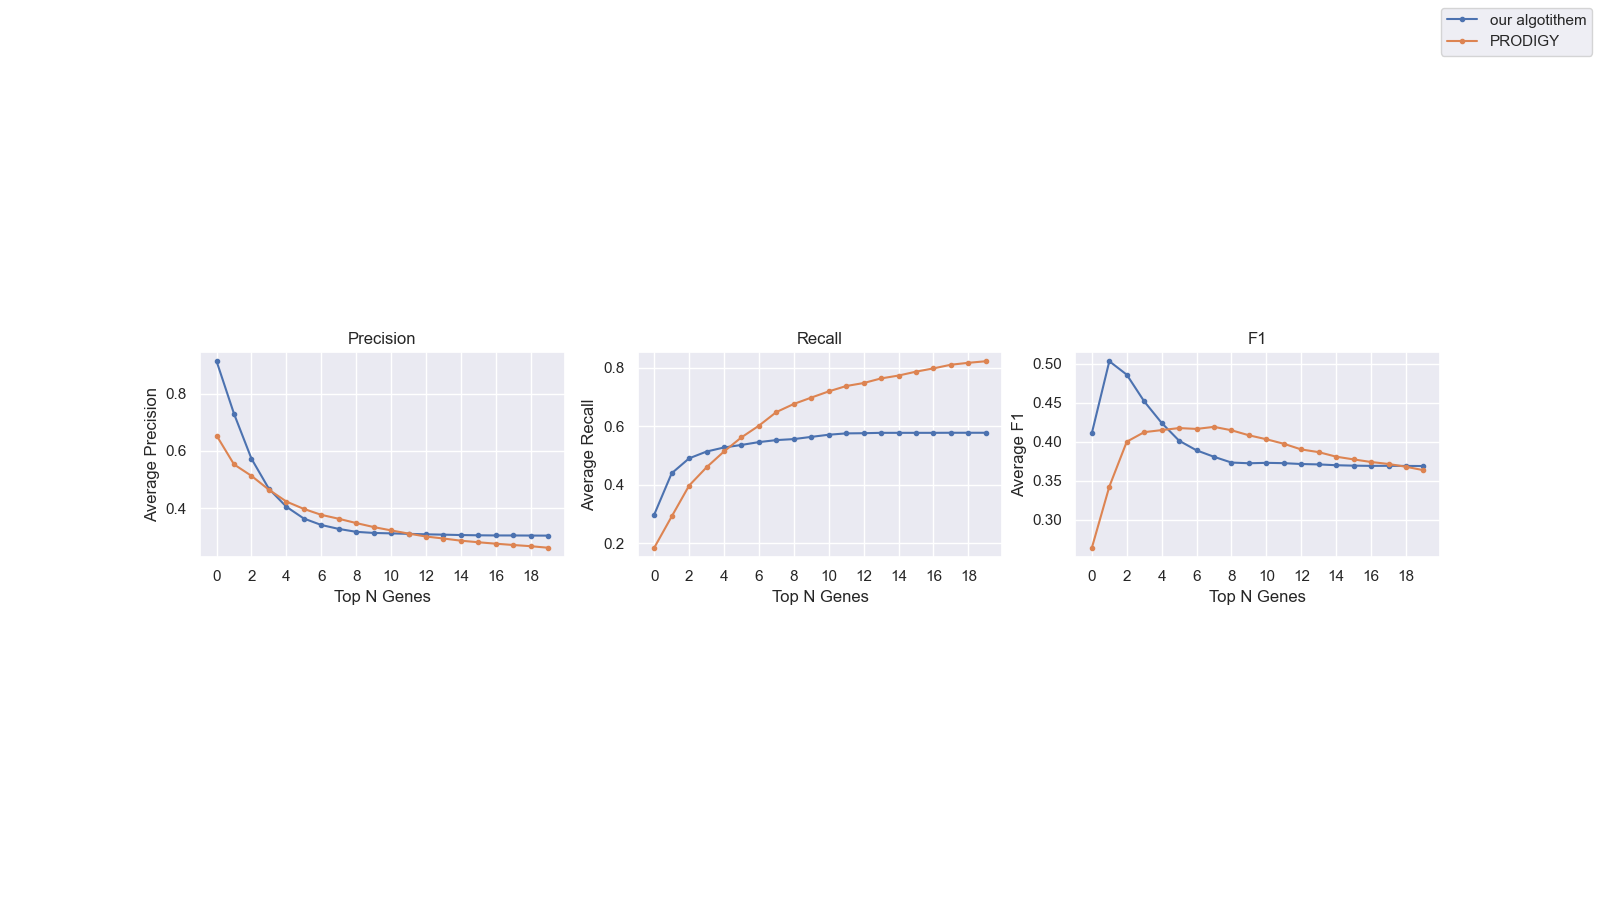 our algotithem
PRODIGY
Precision
Average Precision
0.8
0.6
0.4
0 2 4 6 8 10 12 14 16 18
Top N Genes
Recall
Average Recall
0.8
0.6
0.4
0.2
0 2 4 6 8 10 12 14 16 18
Top N Genes
F1
Average F1
0.50
0.45
0.40
0.35
0.30
0 2 4 6 8 10 12 14 16 18
Top N Genes